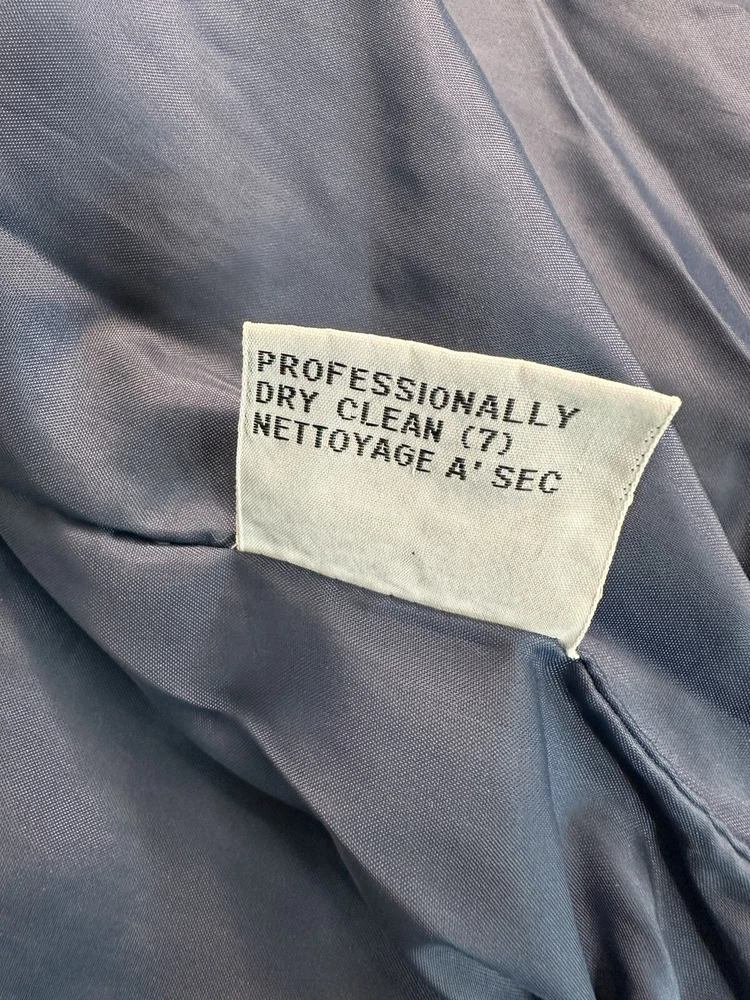 PROFESSIONALLY
DRY CLEAN (7)
NETTOYAGE A' SEC